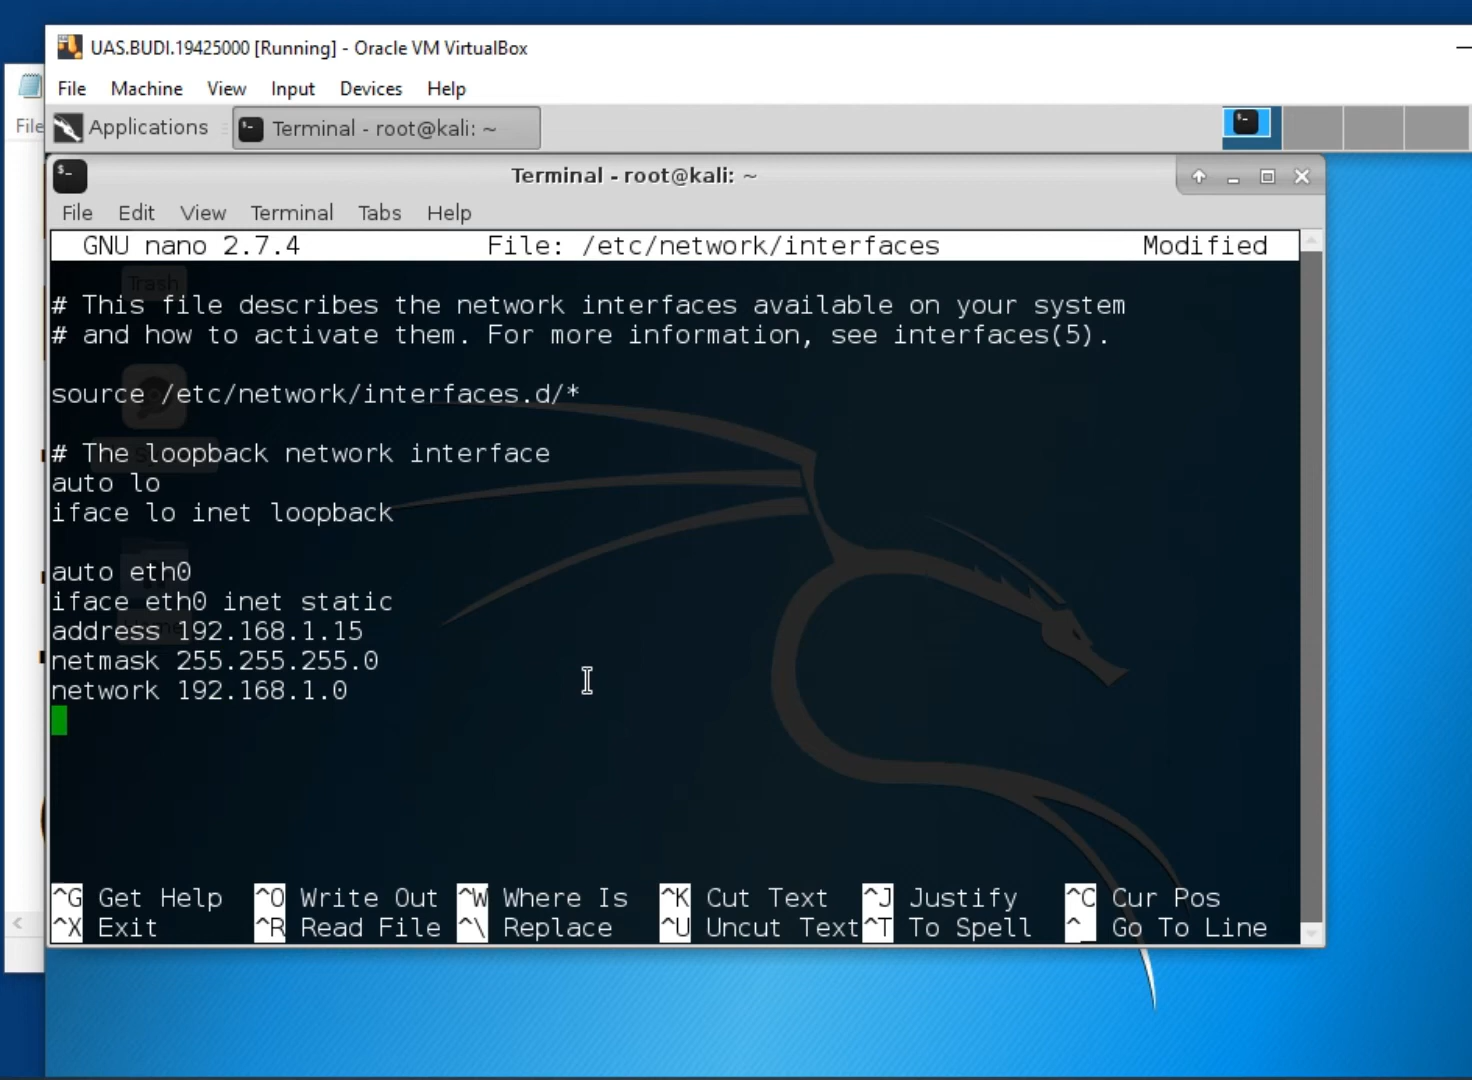 UAS.BUDI.19425000 [Running] - Oracle VM VirtualBox
File Machine View Input Devices Help
File
Applications
Terminal - root@kali: ~
Terminal - root@kali: ~
File Edit View Terminal Tabs Help
GNU nano 2.7.4 File: /etc/network/interfaces Modified
Trash
# This file describes the network interfaces available on your system
# and how to activate them. For more information, see interfaces(5).
source /etc/network/interfaces.d/*
# The loopback network interface
auto lo
iface lo inet loopback
auto eth0
iface eth0 inet static
address 192.168.1.15
netmask 255.255.255.0
network 192.168.1.0
^G Get Help ^O Write Out ^W Where Is ^K Cut Text ^J Justify ^C Cur Pos
^X Exit ^R Read File ^\ Replace ^U Uncut Text ^T To Spell ^_ Go To Line